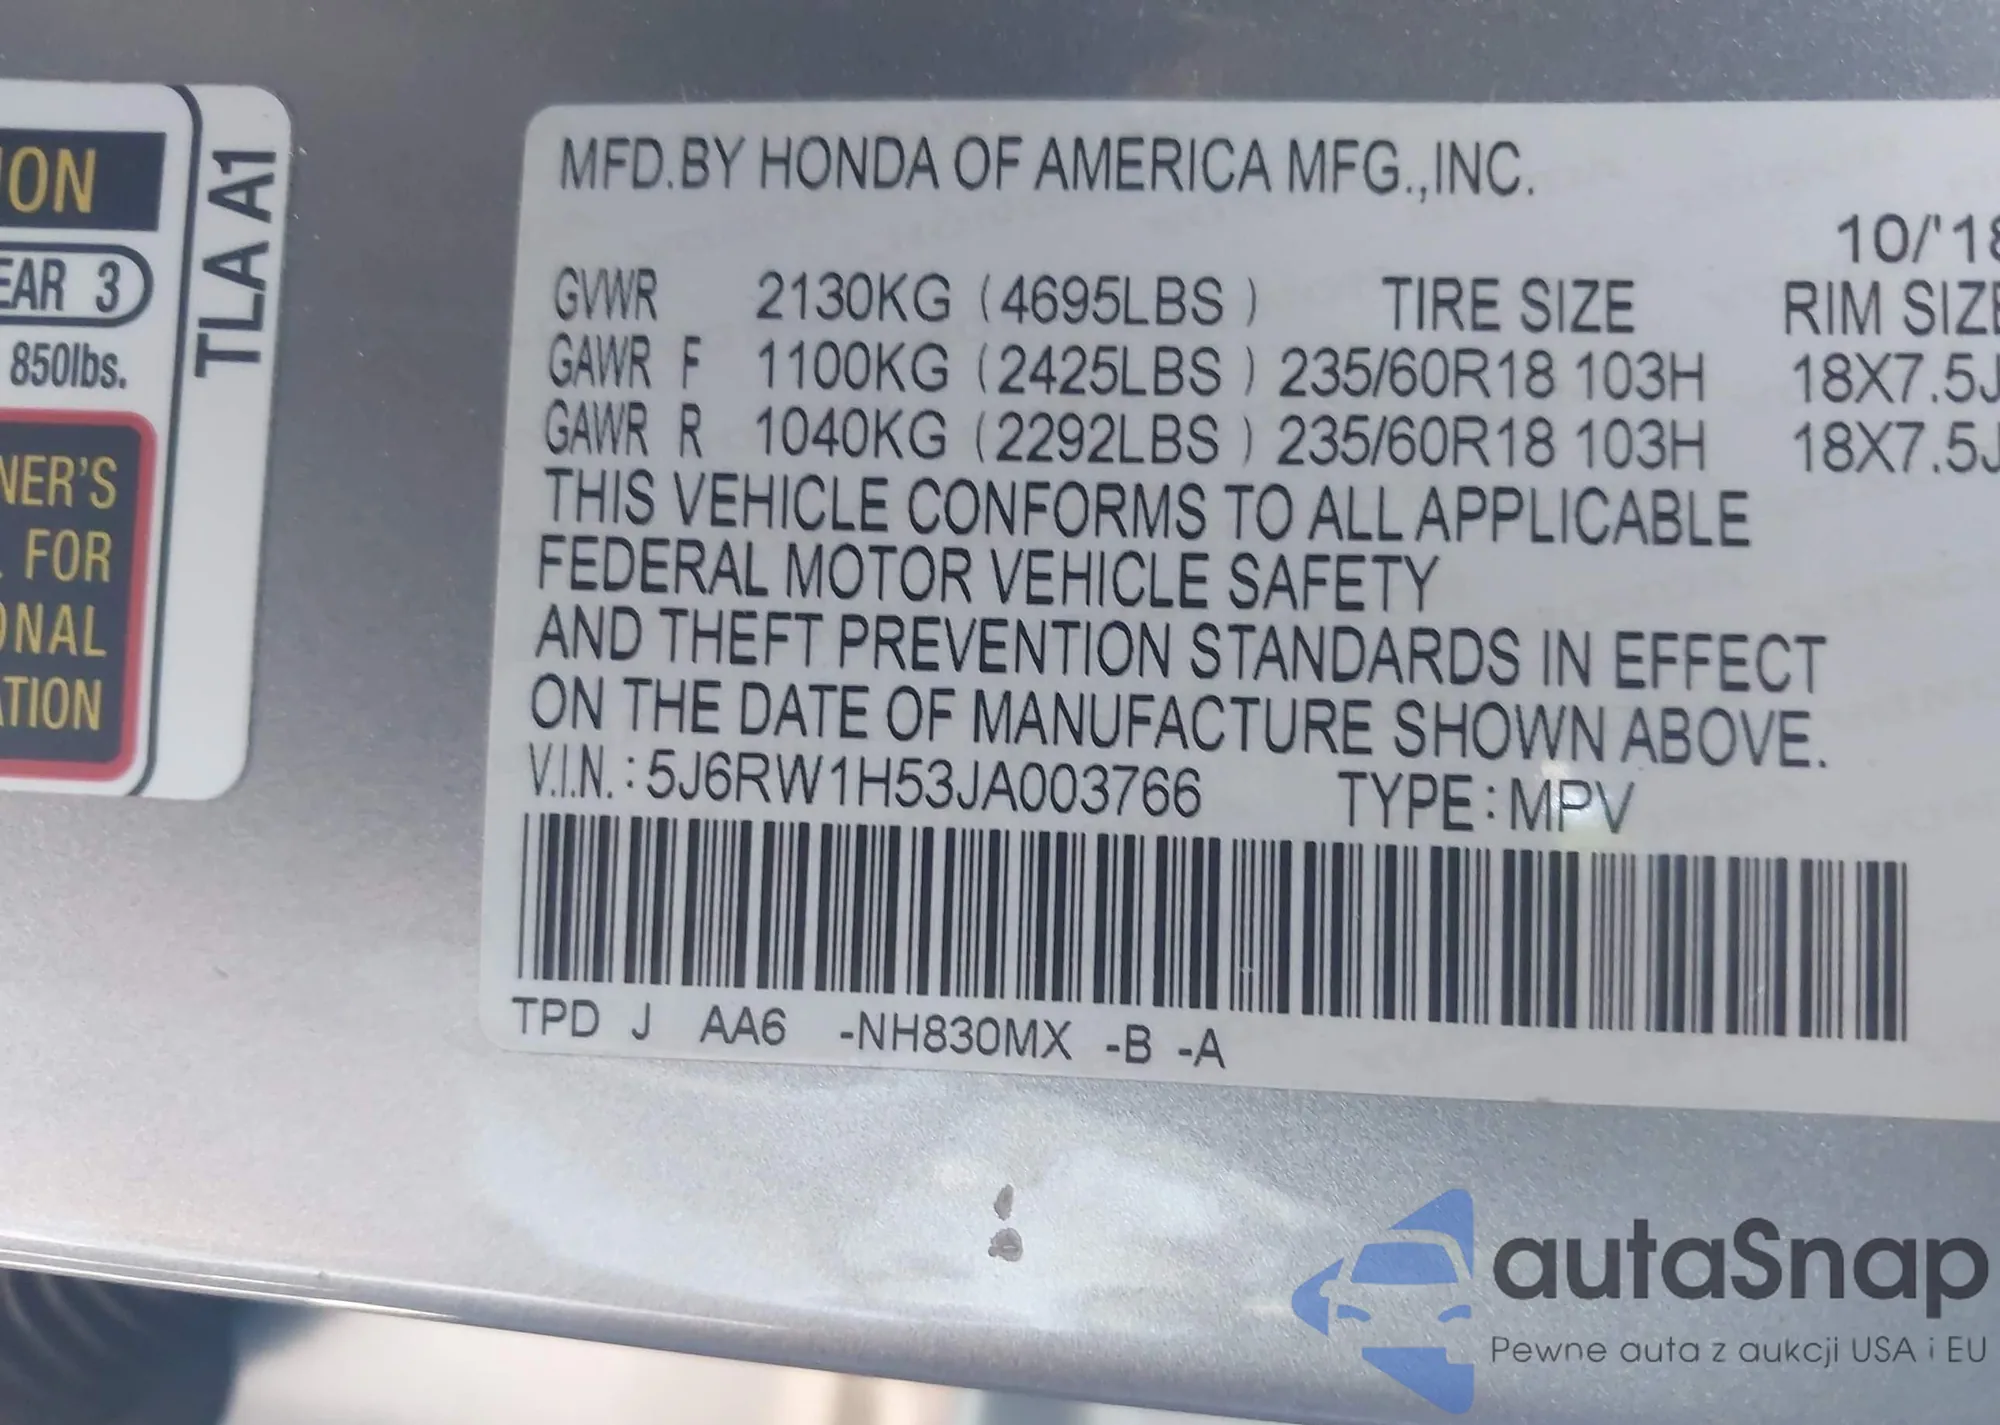 ION
EAR 3
850lbs.
NER'S
FOR
ONAL
ATION
TLA A1
MFD.BY HONDA OF AMERICA MFG.,INC.
10/'18
GVWR 2130KG (4695LBS) TIRE SIZE RIM SIZE
GAWR F 1100KG (2425LBS) 235/60R18 103H 18X7.5J
GAWR R 1040KG (2292LBS) 235/60R18 103H 18X7.5J
THIS VEHICLE CONFORMS TO ALL APPLICABLE
FEDERAL MOTOR VEHICLE SAFETY
AND THEFT PREVENTION STANDARDS IN EFFECT
ON THE DATE OF MANUFACTURE SHOWN ABOVE.
V.I.N.:5J6RW1H53JA003766 TYPE:MPV
TPD J AA6 -NH830MX -B -A
autaSnap
Pewne auta z aukcji USA i EU